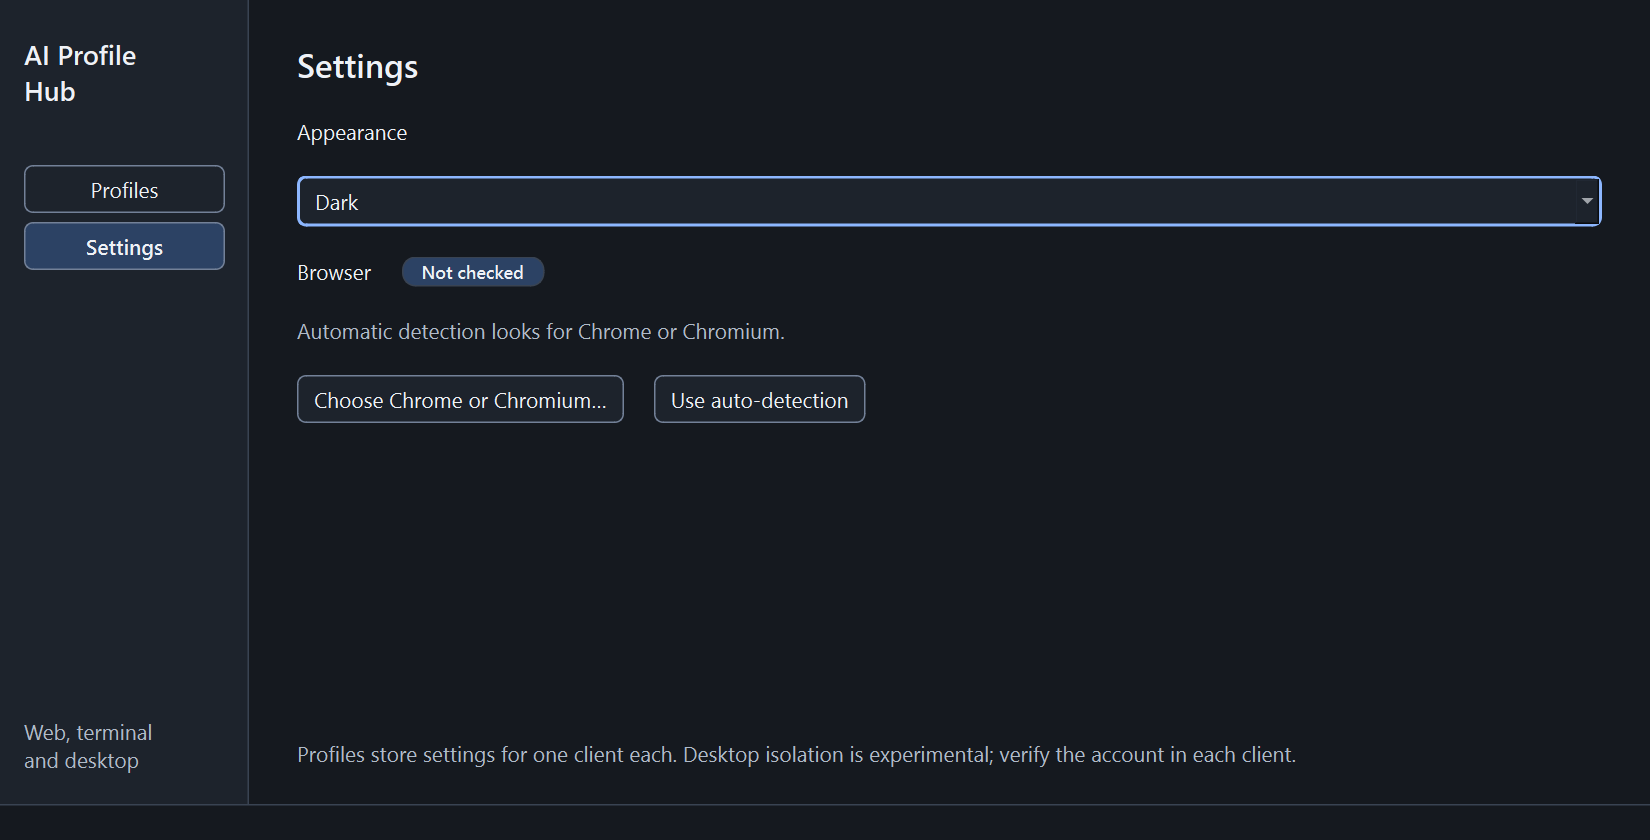 AI Profile
Hub
Profiles
Settings
Web, terminal
and desktop
Settings
Appearance
Dark
Browser
Not checked
Automatic detection looks for Chrome or Chromium.
Choose Chrome or Chromium...
Use auto-detection
Profiles store settings for one client each. Desktop isolation is experimental; verify the account in each client.